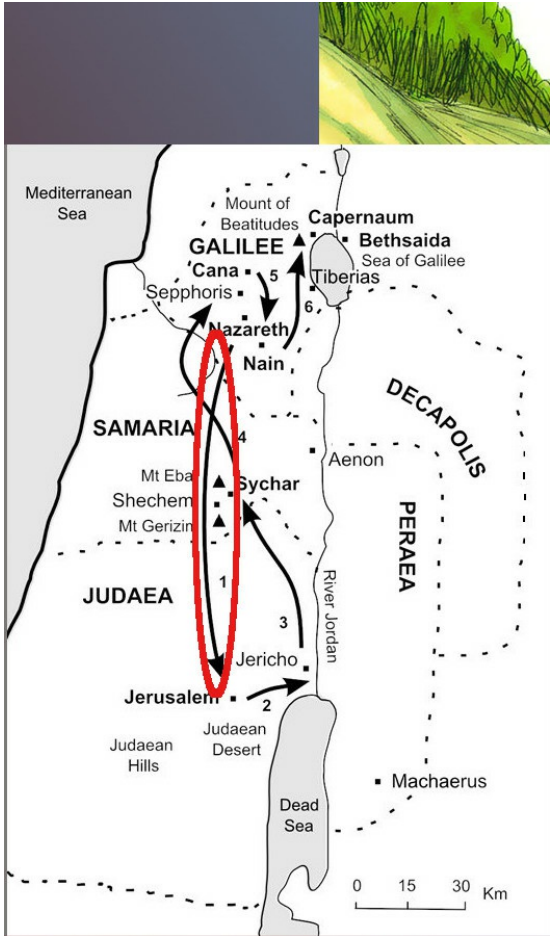 Mediterranean
Sea
Mount of
Beatitudes
Capernaum
Bethsaida
GALILEE
Sea of Galilee
Cana
5
Tiberias
Sepphoris
6
Nazareth
Nain
DECAPOLIS
SAMARIA
4
Aenon
Mt Eba
Sychar
Shechem
Mt Gerizim
PERAEA
1
JUDAEA
River Jordan
3
Jericho
Jerusalem
2
Judaean
Desert
Judaean
Hills
Machaerus
Dead
Sea
0 15 30 Km